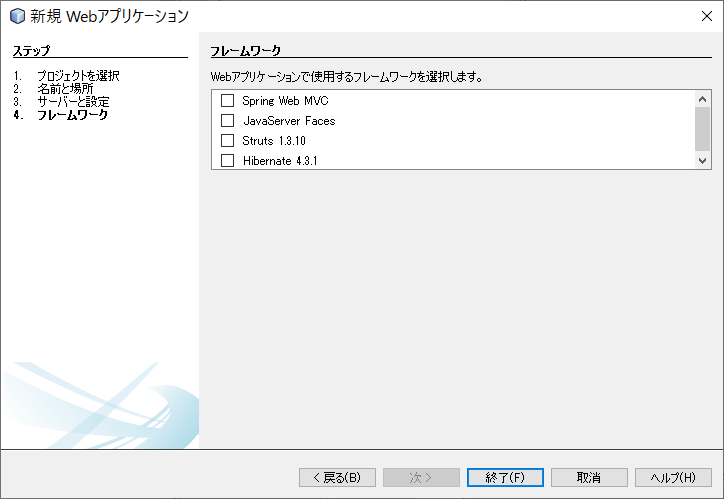 新規 Webアプリケーション
ステップ
1. プロジェクトを選択
2. 名前と場所
3. サーバーと設定
4. フレームワーク
フレームワーク
Webアプリケーションで使用するフレームワークを選択します。
Spring Web MVC
JavaServer Faces
Struts 1.3.10
Hibernate 4.3.1
< 戻る(B)
次 >
終了(F)
取消
ヘルプ(H)